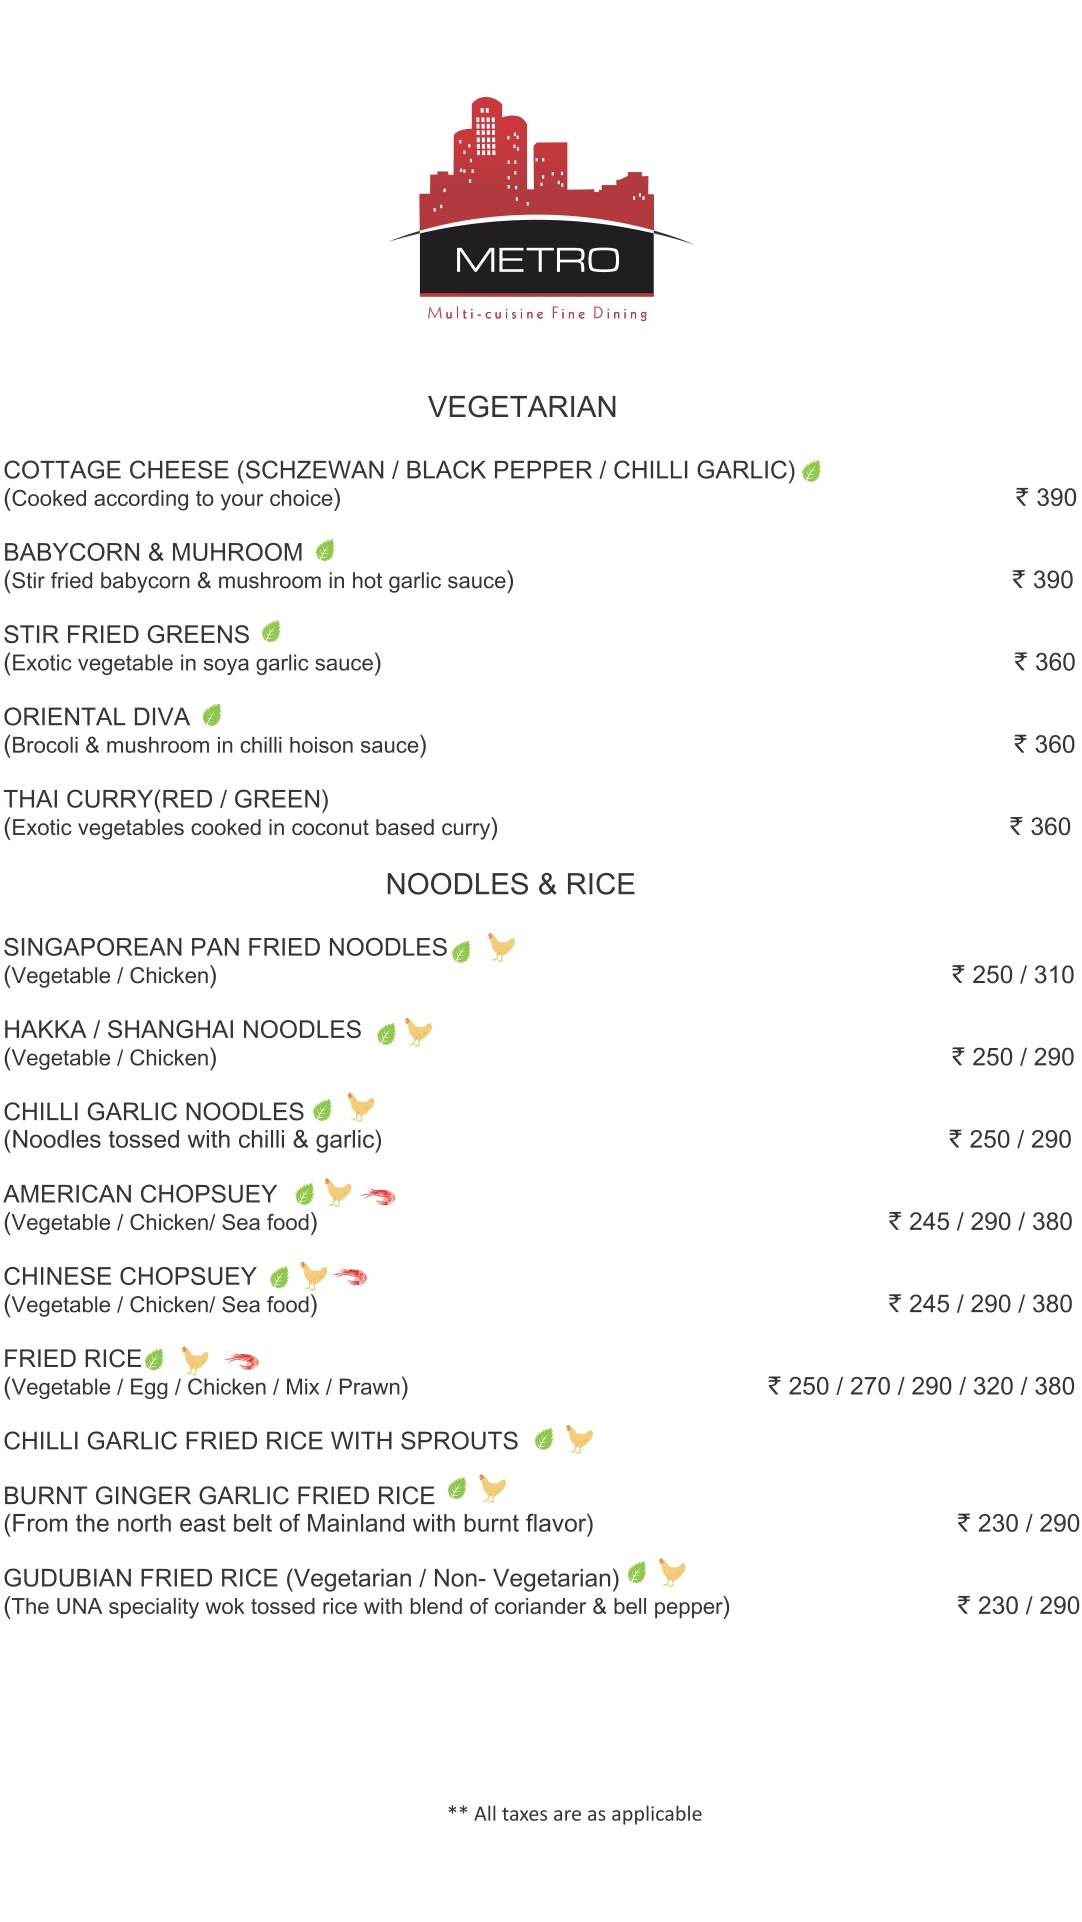 METRO
Multi-cuisine Fine Dining
VEGETARIAN
COTTAGE CHEESE (SCHZEWAN / BLACK PEPPER / CHILLI GARLIC)
(Cooked according to your choice) ₹ 390
BABYCORN & MUHROOM
(Stir fried babycorn & mushroom in hot garlic sauce) ₹ 390
STIR FRIED GREENS
(Exotic vegetable in soya garlic sauce) ₹ 360
ORIENTAL DIVA
(Brocoli & mushroom in chilli hoison sauce) ₹ 360
THAI CURRY(RED / GREEN)
(Exotic vegetables cooked in coconut based curry) ₹ 360
NOODLES & RICE
SINGAPOREAN PAN FRIED NOODLES
(Vegetable / Chicken) ₹ 250 / 310
HAKKA / SHANGHAI NOODLES
(Vegetable / Chicken) ₹ 250 / 290
CHILLI GARLIC NOODLES
(Noodles tossed with chilli & garlic) ₹ 250 / 290
AMERICAN CHOPSUEY
(Vegetable / Chicken/ Sea food) ₹ 245 / 290 / 380
CHINESE CHOPSUEY
(Vegetable / Chicken/ Sea food) ₹ 245 / 290 / 380
FRIED RICE
(Vegetable / Egg / Chicken / Mix / Prawn) ₹ 250 / 270 / 290 / 320 / 380
CHILLI GARLIC FRIED RICE WITH SPROUTS
BURNT GINGER GARLIC FRIED RICE
(From the north east belt of Mainland with burnt flavor) ₹ 230 / 290
GUDUBIAN FRIED RICE (Vegetarian / Non- Vegetarian)
(The UNA speciality wok tossed rice with blend of coriander & bell pepper) ₹ 230 / 290
** All taxes are as applicable